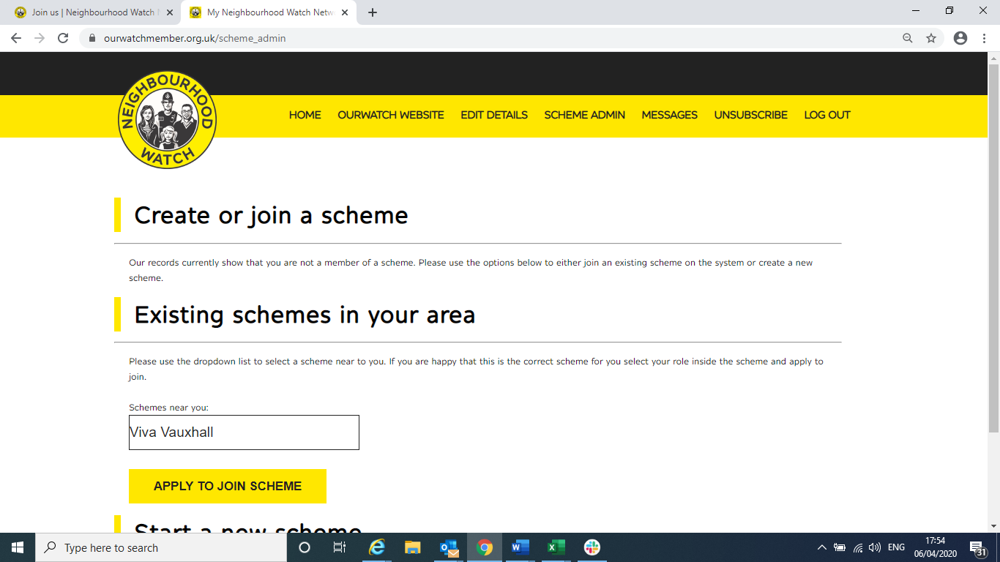 Join us | Neighbourhood Watch
My Neighbourhood Watch Netw
ourwatchmember.org.uk/scheme_admin
NEIGHBOURHOOD
WATCH
HOME OURWATCH WEBSITE EDIT DETAILS SCHEME ADMIN MESSAGES UNSUBSCRIBE LOG OUT
Create or join a scheme
Our records currently show that you are not a member of a scheme. Please use the options below to either join an existing scheme on the system or create a new
scheme.
Existing schemes in your area
Please use the dropdown list to select a scheme near to you. If you are happy that this is the correct scheme for you select your role inside the scheme and apply to
join.
Schemes near you:
Viva Vauxhall
APPLY TO JOIN SCHEME
Start a new scheme
Type here to search
ENG
17:54
06/04/2020
31